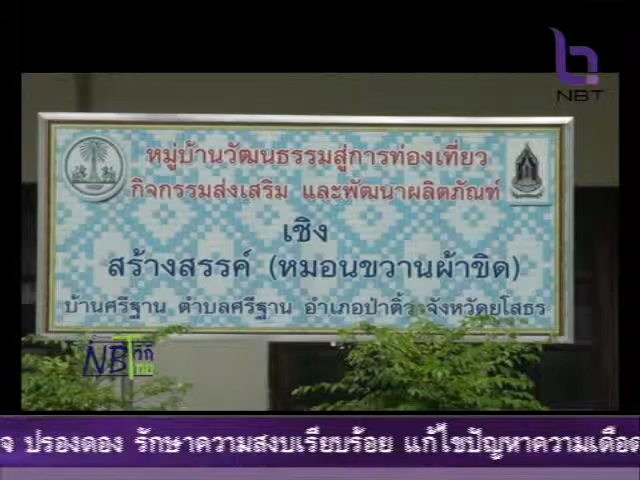 NBT
หมู่บ้านวัฒนธรรมสู่การท่องเที่ยว
กิจกรรมส่งเสริม และพัฒนาผลิตภัณฑ์
เชิง
สร้างสรรค์ (หมอนขวานผ้าขิด)
บ้านศรีฐาน ตำบลศรีฐาน อำเภอป่าติ้ว จังหวัดยโสธร
NBT วิถีไทย
จ ปรองดอง รักษาความสงบเรียบร้อย แก้ไขปัญหาความเดือด